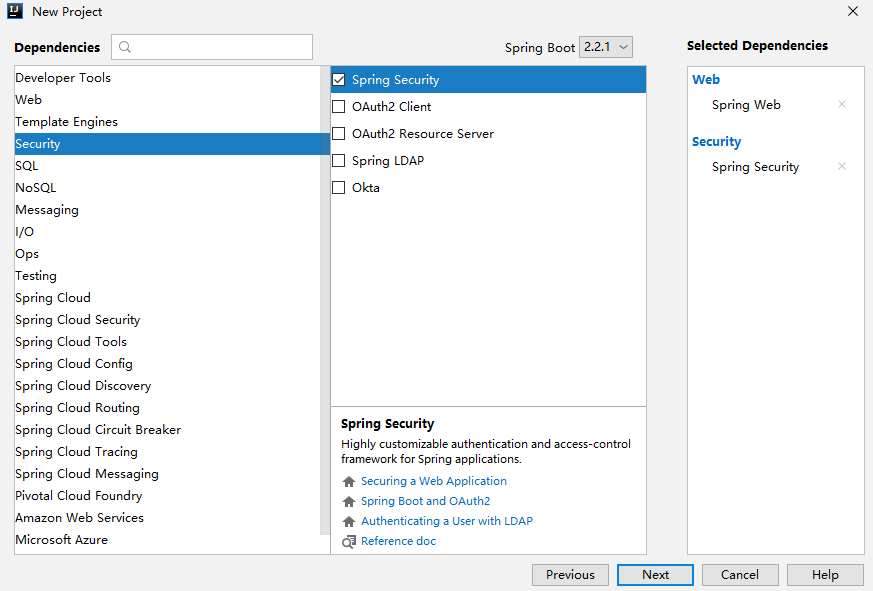 IJ
New Project
Dependencies
Spring Boot 2.2.1
Selected Dependencies
Developer Tools
Web
Template Engines
Security
SQL
NoSQL
Messaging
I/O
Ops
Testing
Spring Cloud
Spring Cloud Security
Spring Cloud Tools
Spring Cloud Config
Spring Cloud Discovery
Spring Cloud Routing
Spring Cloud Circuit Breaker
Spring Cloud Tracing
Spring Cloud Messaging
Pivotal Cloud Foundry
Amazon Web Services
Microsoft Azure
Spring Security
OAuth2 Client
OAuth2 Resource Server
Spring LDAP
Okta
Spring Security
Highly customizable authentication and access-control
framework for Spring applications.
Securing a Web Application
Spring Boot and OAuth2
Authenticating a User with LDAP
Reference doc
Web
Spring Web
Security
Spring Security
Previous
Next
Cancel
Help